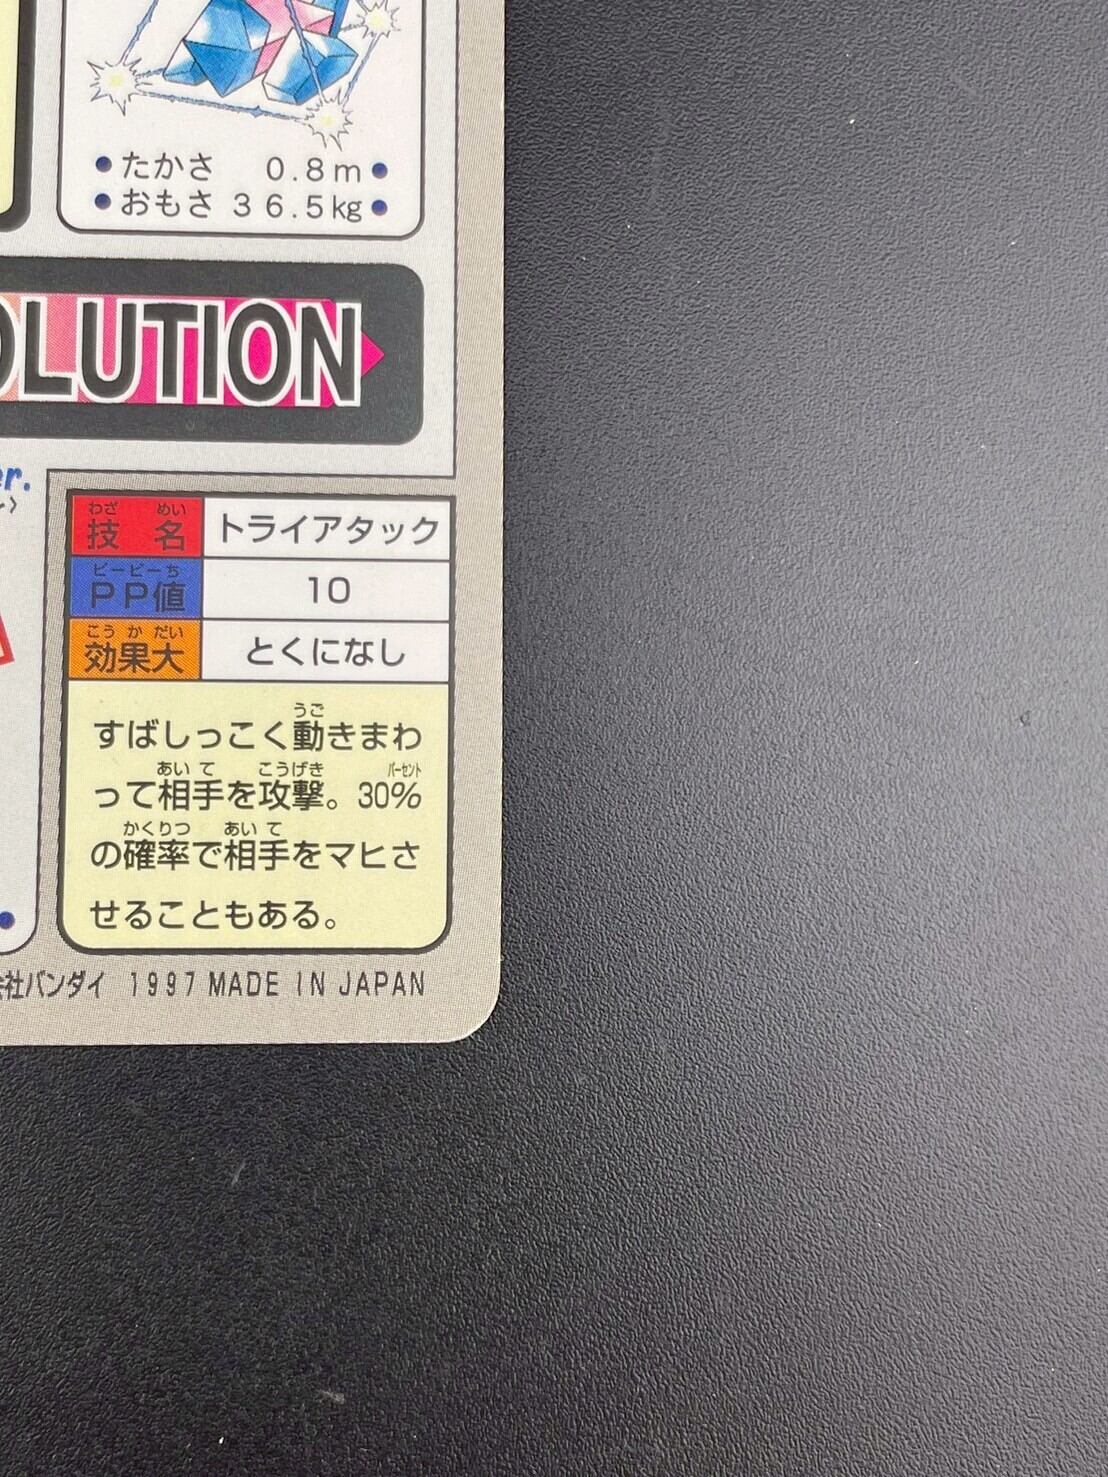 ●たかさ 0.8m●
●おもさ 36.5kg●
OLUTION
er.
わざ めい
技 名 トライアタック
ピーピーち
PP値 10
こうかだい
効果大 とくになし
うご
すばしっこく動きまわ
あいて こうげき パーセント
って相手を攻撃。30%
かくりつ あいて
の確率で相手をマヒさ
せることもある。
会社バンダイ 1997 MADE IN JAPAN